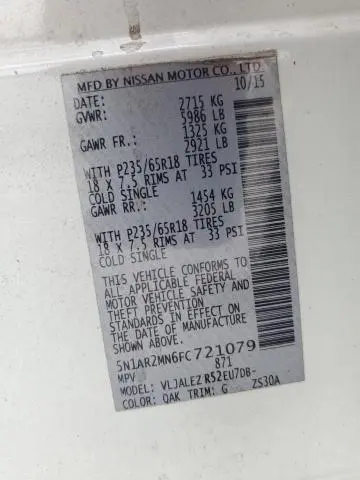 MFD BY NISSAN MOTOR CO., LTD.
10/15
DATE: 2715 KG
GVWR: 5986 LB
1325 KG
GAWR FR.: 2921 LB
WITH P235/65R18 TIRES
18 X 7.5 RIMS AT 33 PSI
COLD SINGLE
1454 KG
GAWR RR.: 3205 LB
WITH P235/65R18 TIRES
18 X 7.5 RIMS AT 33 PSI
COLD SINGLE
THIS VEHICLE CONFORMS TO
ALL APPLICABLE FEDERAL
MOTOR VEHICLE SAFETY AND
THEFT PREVENTION
STANDARDS IN EFFECT ON
THE DATE OF MANUFACTURE
5N1AR2MN6FC721079
MPV 871
MODEL: VLJALEZ R52EU7DB-
COLOR: QAK TRIM: G ZS30A